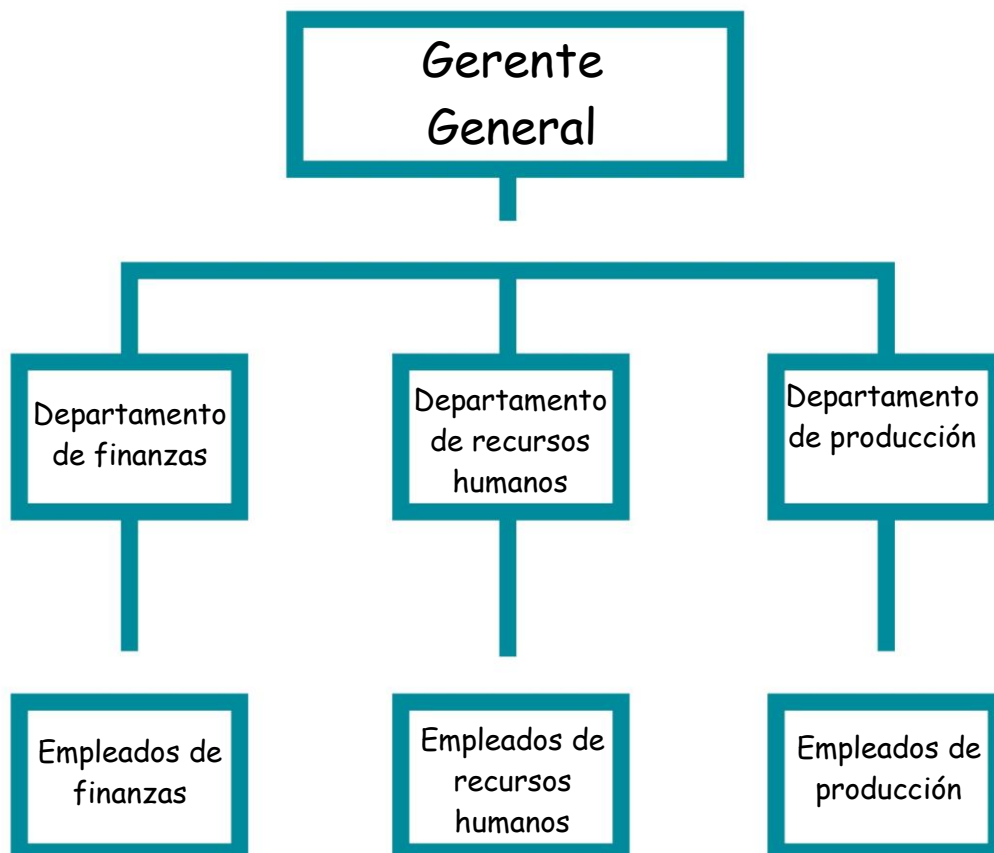 Gerente
General
Departamento
de finanzas
Departamento
de recursos
humanos
Departamento
de producción
Empleados de
finanzas
Empleados de
recursos
humanos
Empleados de
producción